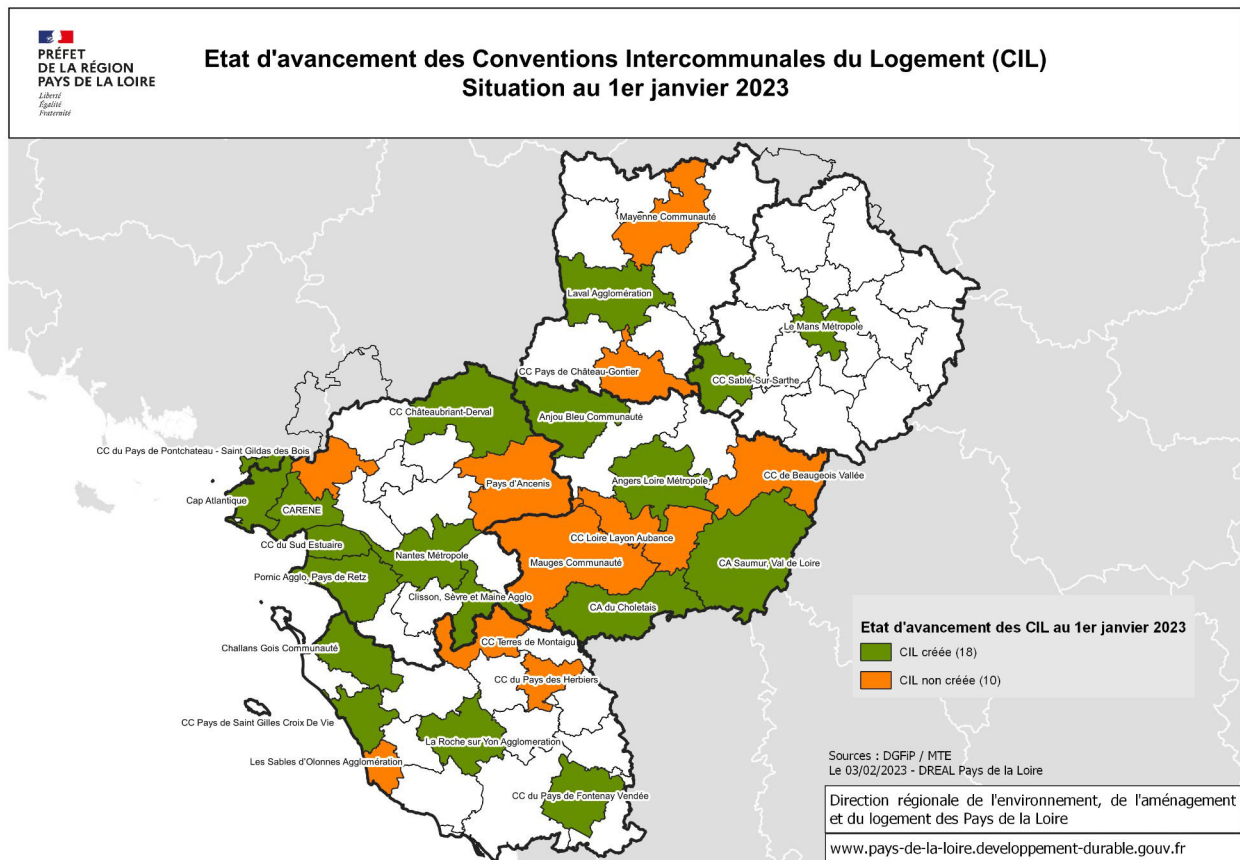 PRÉFET
DE LA RÉGION
PAYS DE LA LOIRE
Liberté
Égalité
Fraternité
Etat d'avancement des Conventions Intercommunales du Logement (CIL)
Situation au 1er janvier 2023
Mayenne Communauté
Laval Agglomération
Le Mans Métropole
CC Pays de Château-Gontier
CC Sablé-Sur-Sarthe
CC Châteaubriant-Derval
Anjou Bleu Communauté
CC du Pays de Pontchateau - Saint Gildas des Bois
CC de Beaugeois Vallée
Pays d'Ancenis
Angers Loire Métropole
Cap Atlantique
CARENE
CC Loire Layon Aubance
CC du Sud Estuaire
Nantes Métropole
Mauges Communauté
CA Saumur, Val de Loire
Pornic Agglo, Pays de Retz
Clisson, Sèvre et Maine Agglo
CA du Choletais
CC Terres de Montaigu
Challans Gois Communauté
CC du Pays des Herbiers
CC Pays de Saint Gilles Croix De Vie
La Roche sur Yon Agglomeration
Les Sables d'Olonnes Agglomération
CC du Pays de Fontenay Vendée
Etat d'avancement des CIL au 1er janvier 2023
CIL créée (18)
CIL non créée (10)
Sources : DGFiP / MTE
Le 03/02/2023 - DREAL Pays de la Loire
Direction régionale de l'environnement, de l'aménagement
et du logement des Pays de la Loire
www.pays-de-la-loire.developpement-durable.gouv.fr